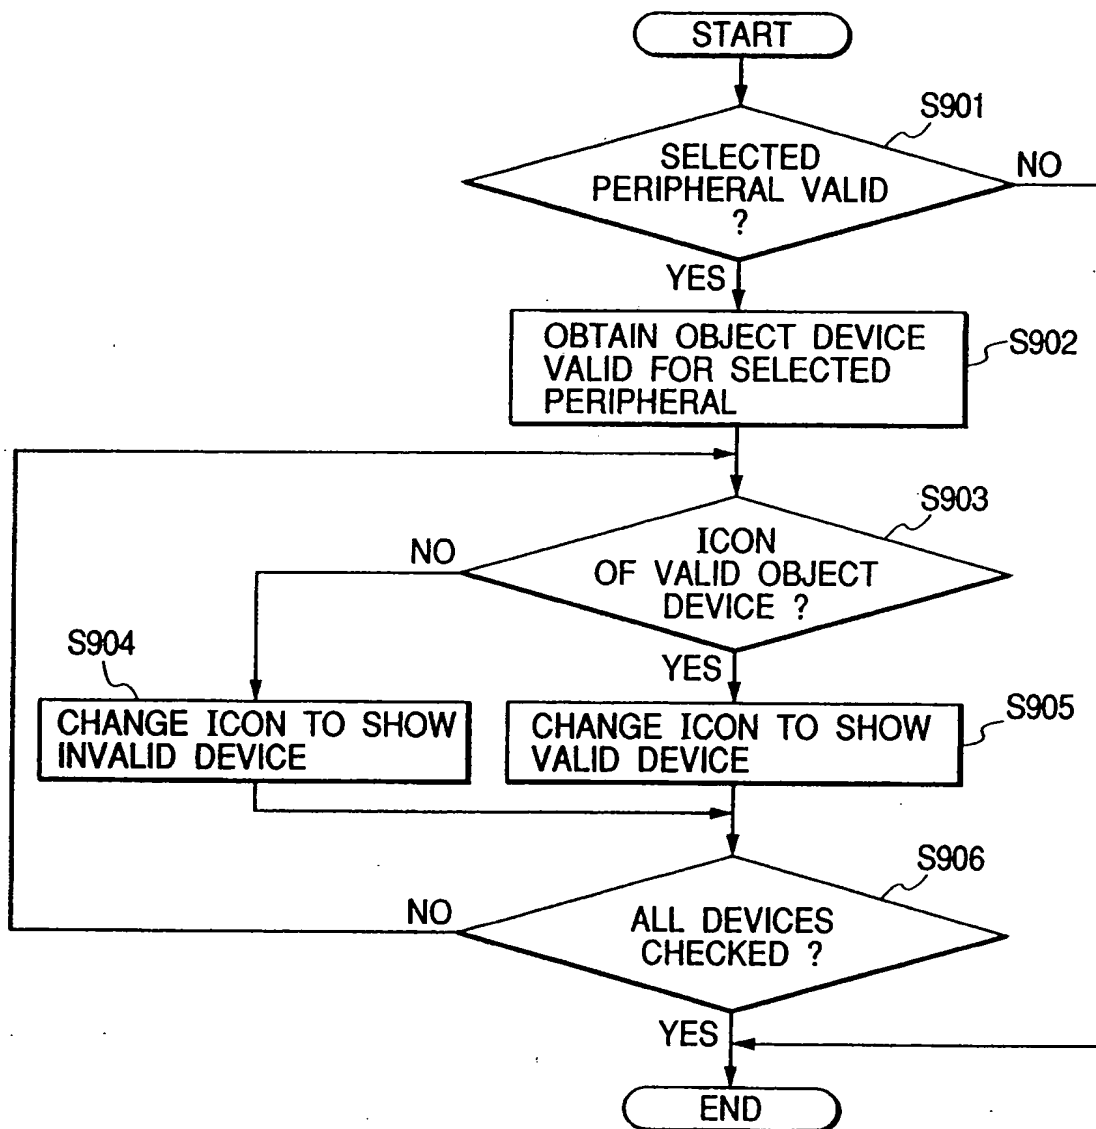 START
S901
SELECTED
PERIPHERAL VALID
?
NO
YES
OBTAIN OBJECT DEVICE
VALID FOR SELECTED
PERIPHERAL
S902
S903
ICON
OF VALID OBJECT
DEVICE ?
NO
YES
S904
CHANGE ICON TO SHOW
INVALID DEVICE
CHANGE ICON TO SHOW
VALID DEVICE
S905
S906
ALL DEVICES
CHECKED ?
NO
YES
END